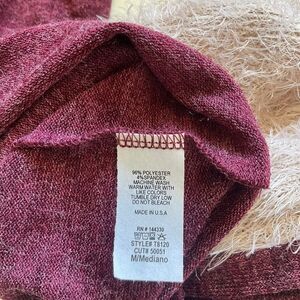 96% POLYESTER
4% SPANDEX
MACHINE WASH
WARM WATER WITH
LIKE COLORS
TUMBLE DRY LOW
DO NOT BLEACH
MADE IN U.S.A
RN # 144330
STYLE# T8120
CUT# 50051
M/Mediano